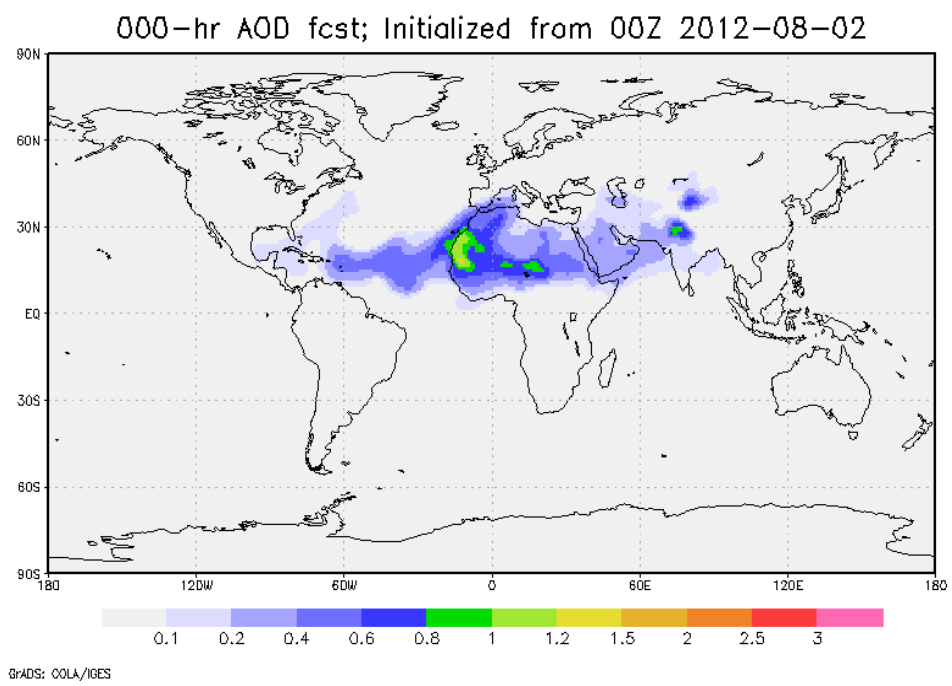 000-hr AOD fcst; Initialized from 00Z 2012-08-02
90N
60N
30N
EQ
30S
60S
90S
180 120W 60W 0 60E 120E 180
0.1 0.2 0.4 0.6 0.8 1 1.2 1.5 2 2.5 3
GrADS: COLA/IGES